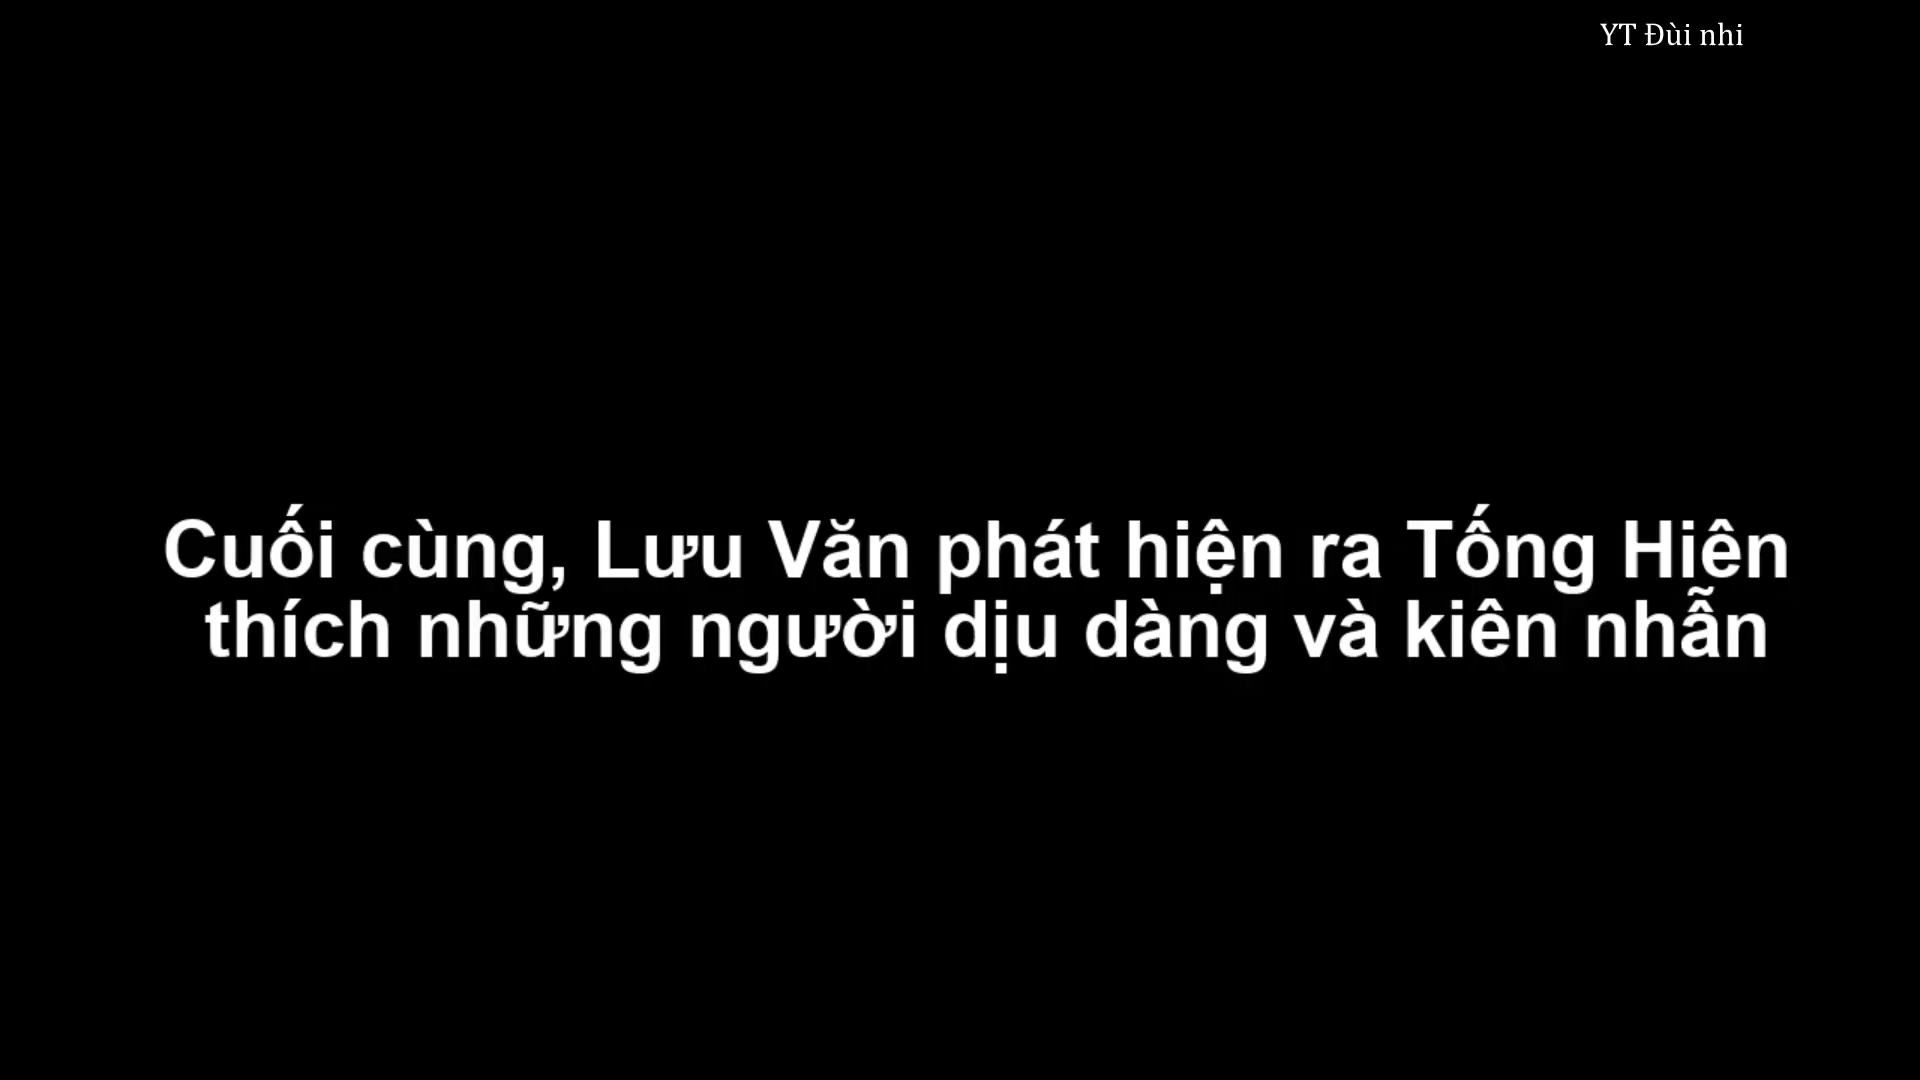 YT Đùi nhi
Cuối cùng, Lưu Văn phát hiện ra Tống Hiên
thích những người dịu dàng và kiên nhẫn